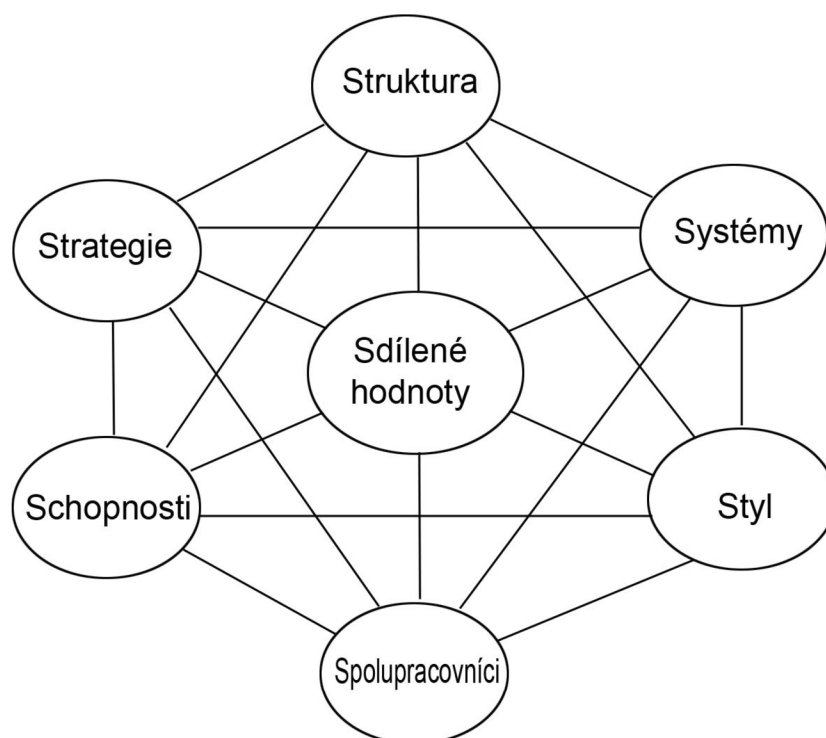 Struktura
Strategie
Systémy
Sdílené
hodnoty
Schopnosti
Styl
Spolupracovníci